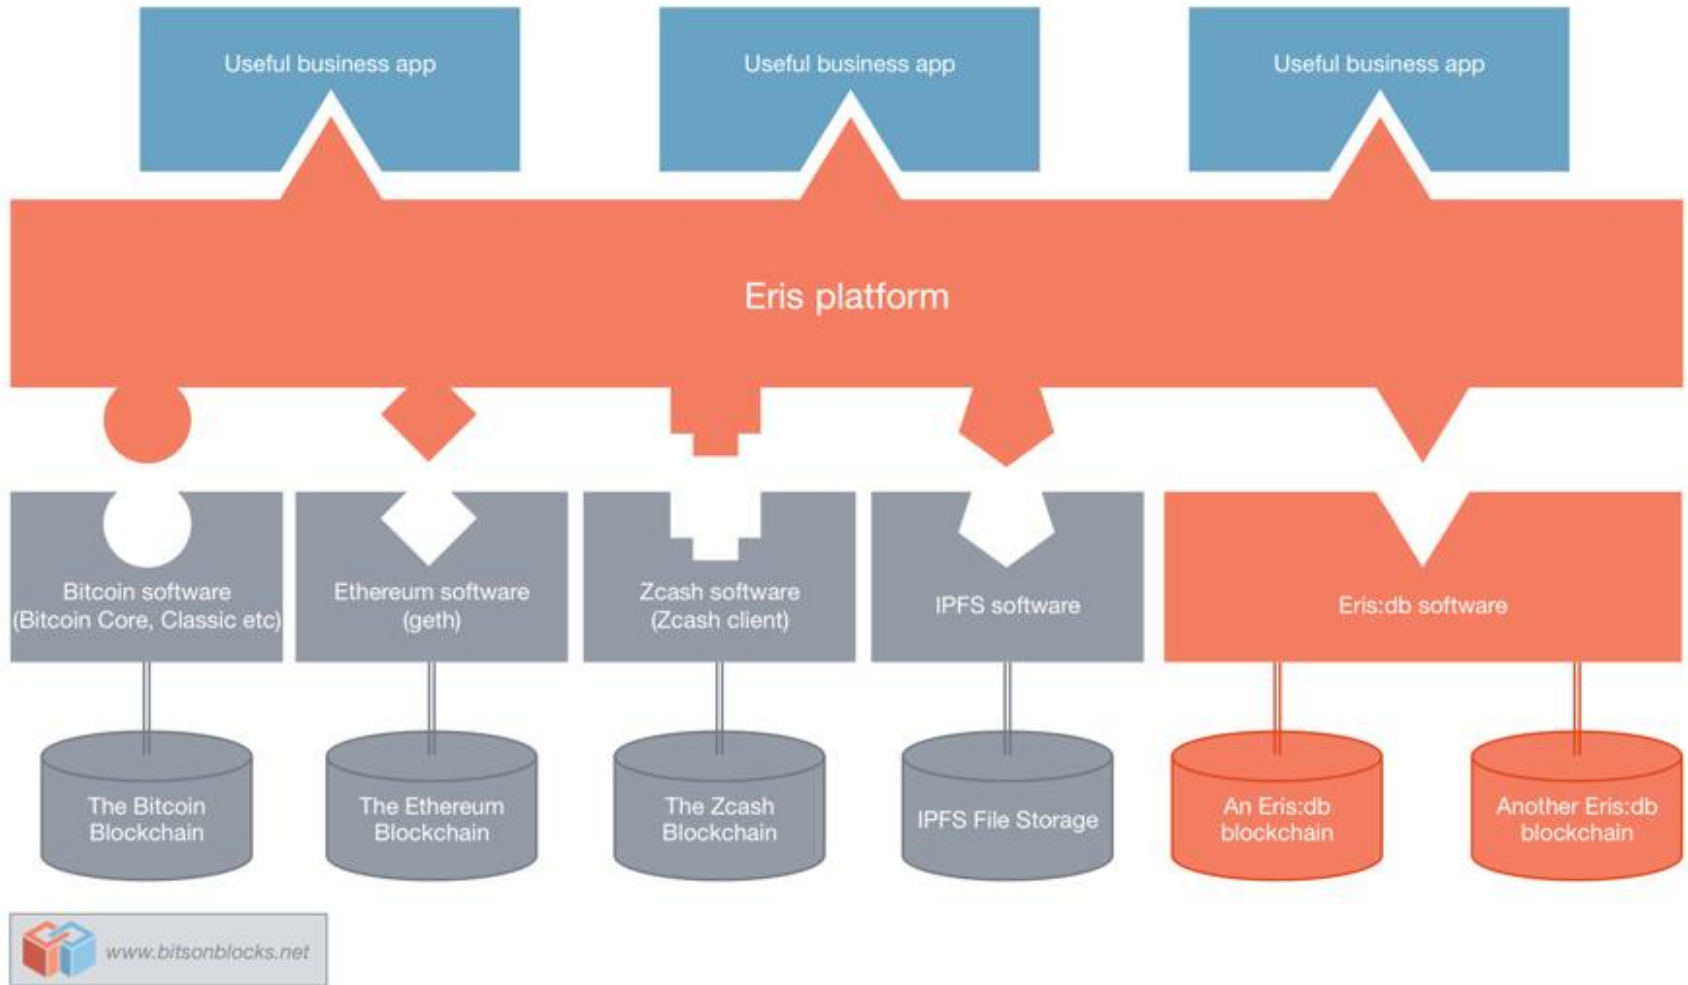 Useful business app
Useful business app
Useful business app
Eris platform
Bitcoin software
(Bitcoin Core, Classic etc)
Ethereum software
(geth)
Zcash software
(Zcash client)
IPFS software
Eris:db software
The Bitcoin
Blockchain
The Ethereum
Blockchain
The Zcash
Blockchain
IPFS File Storage
An Eris:db
blockchain
Another Eris:db
blockchain
www.bitsonblocks.net